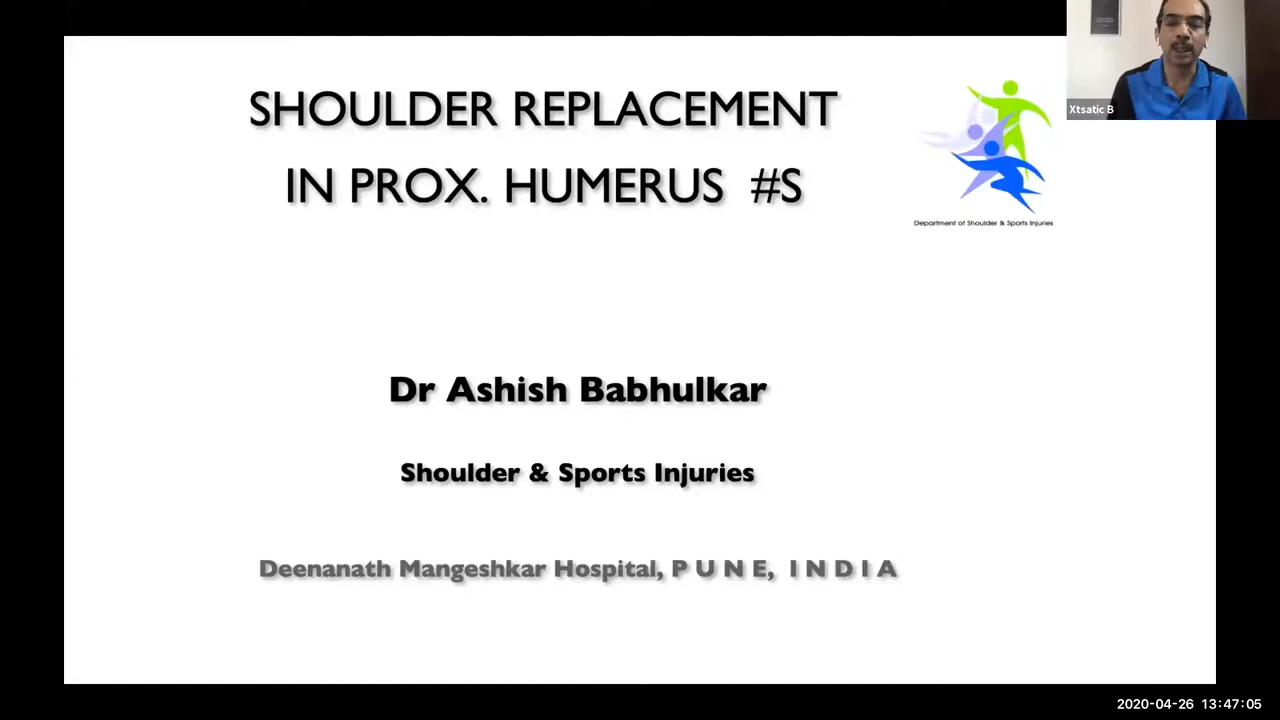 SHOULDER REPLACEMENT
IN PROX. HUMERUS #S
Department of Shoulder & Sports Injuries
Xtsatic B
Dr Ashish Babhulkar
Shoulder & Sports Injuries
Deenanath Mangeshkar Hospital, P U N E, I N D I A
2020-04-26 13:47:05